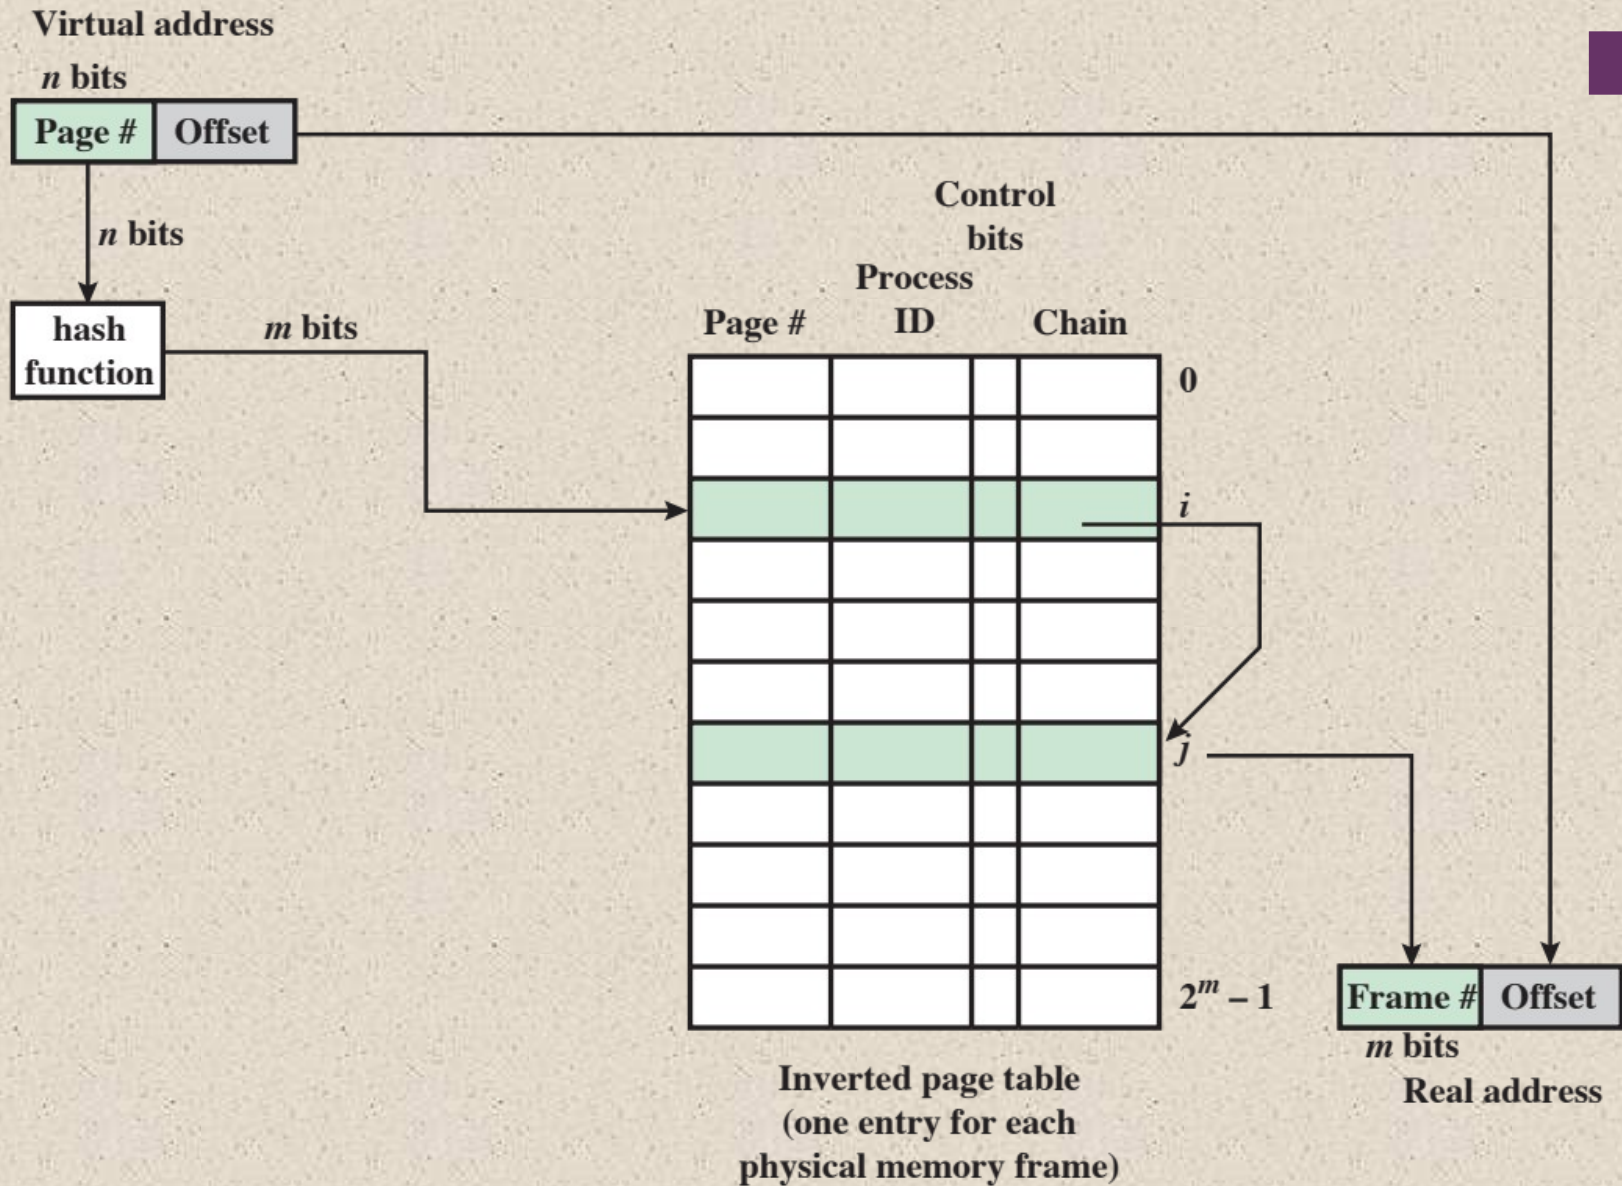 Virtual address
n bits
Page # Offset
n bits
hash
function
m bits
Control
bits
Process
Page # ID Chain
0
i
j
2^m – 1
Frame # Offset
m bits
Real address
Inverted page table
(one entry for each
physical memory frame)